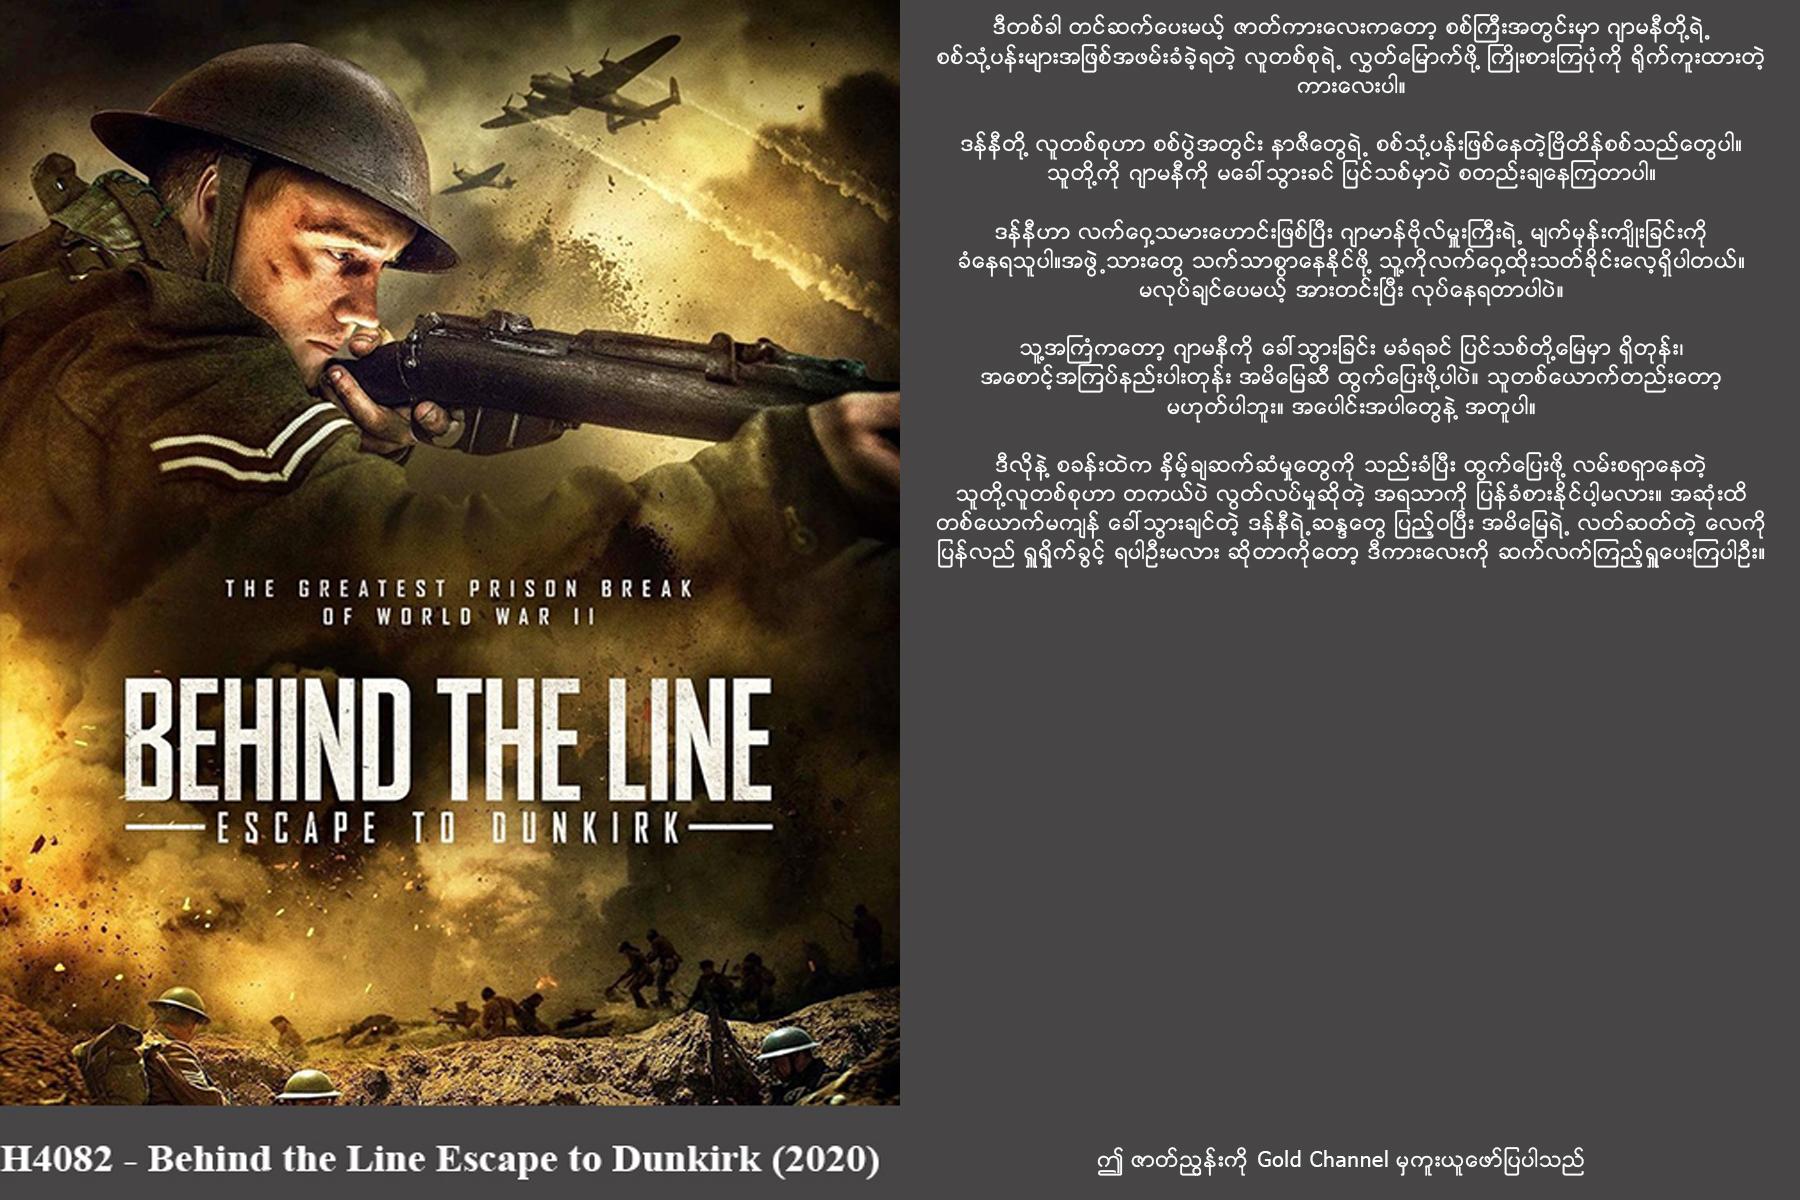 THE GREATEST PRISON BREAK
OF WORLD WAR II
BEHIND THE LINE
ESCAPE TO DUNKIRK
H4082 - Behind the Line Escape to Dunkirk (2020)
ဒီတစ်ခါ တင်ဆက်ပေးမယ့် ဇာတ်ကားလေးကတော့ စစ်ကြီးအတွင်းမှာ ဂျာမနီတို့ရဲ့
စစ်သုံ့ပန်းများအဖြစ်အဖမ်းခံခဲ့ရတဲ့ လူတစ်စုရဲ့ လွှတ်မြောက်ဖို့ ကြိုးစားကြပုံကို ရိုက်ကူးထားတဲ့
ကားလေးပါ။
ဒန်နီတို့ လူတစ်စုဟာ စစ်ပွဲအတွင်း နာဇီတွေရဲ့ စစ်သုံ့ပန်းဖြစ်နေတဲ့ဗြိတိန်စစ်သည်တွေပါ။
သူတို့ကို ဂျာမနီကို မခေါ်သွားခင် ပြင်သစ်မှာပဲ စတည်းချနေကြတာပါ။
ဒန်နီဟာ လက်ဝှေ့သမားဟောင်းဖြစ်ပြီး ဂျာမာန်ဗိုလ်မှူးကြီးရဲ့ မျက်မုန်းကျိုးခြင်းကို
ခံနေရသူပါ။အဖွဲ့သားတွေ သက်သာစွာနေနိုင်ဖို့ သူ့ကိုလက်ဝှေ့ထိုးသတ်ခိုင်းလေ့ရှိပါတယ်။
မလုပ်ချင်ပေမယ့် အားတင်းပြီး လုပ်နေရတာပါပဲ။
သူ့အကြံကတော့ ဂျာမနီကို ခေါ်သွားခြင်း မခံရခင် ပြင်သစ်တို့မြေမှာ ရှိတုန်း၊
အစောင့်အကြပ်နည်းပါးတုန်း အမိမြေဆီ ထွက်ပြေးဖို့ပါပဲ။ သူတစ်ယောက်တည်းတော့
မဟုတ်ပါဘူး။ အပေါင်းအပါတွေနဲ့ အတူပါ။
ဒီလိုနဲ့ စခန်းထဲက နှိမ့်ချဆက်ဆံမှုတွေကို သည်းခံပြီး ထွက်ပြေးဖို့ လမ်းစရှာနေတဲ့
သူတို့လူတစ်စုဟာ တကယ်ပဲ လွတ်လပ်မှုဆိုတဲ့ အရသာကို ပြန်ခံစားနိုင်ပါ့မလား။ အဆုံးထိ
တစ်ယောက်မကျန် ခေါ်သွားချင်တဲ့ ဒန်နီရဲ့ဆန္ဒတွေ ပြည့်ဝပြီး အမိမြေရဲ့ လတ်ဆတ်တဲ့ လေကို
ပြန်လည် ရှူရှိုက်ခွင့် ရပါဦးမလား ဆိုတာကိုတော့ ဒီကားလေးကို ဆက်လက်ကြည့်ရှူပေးကြပါဦး။
ဤ ဇာတ်ညွှန်းကို Gold Channel မှကူးယူဖော်ပြပါသည်